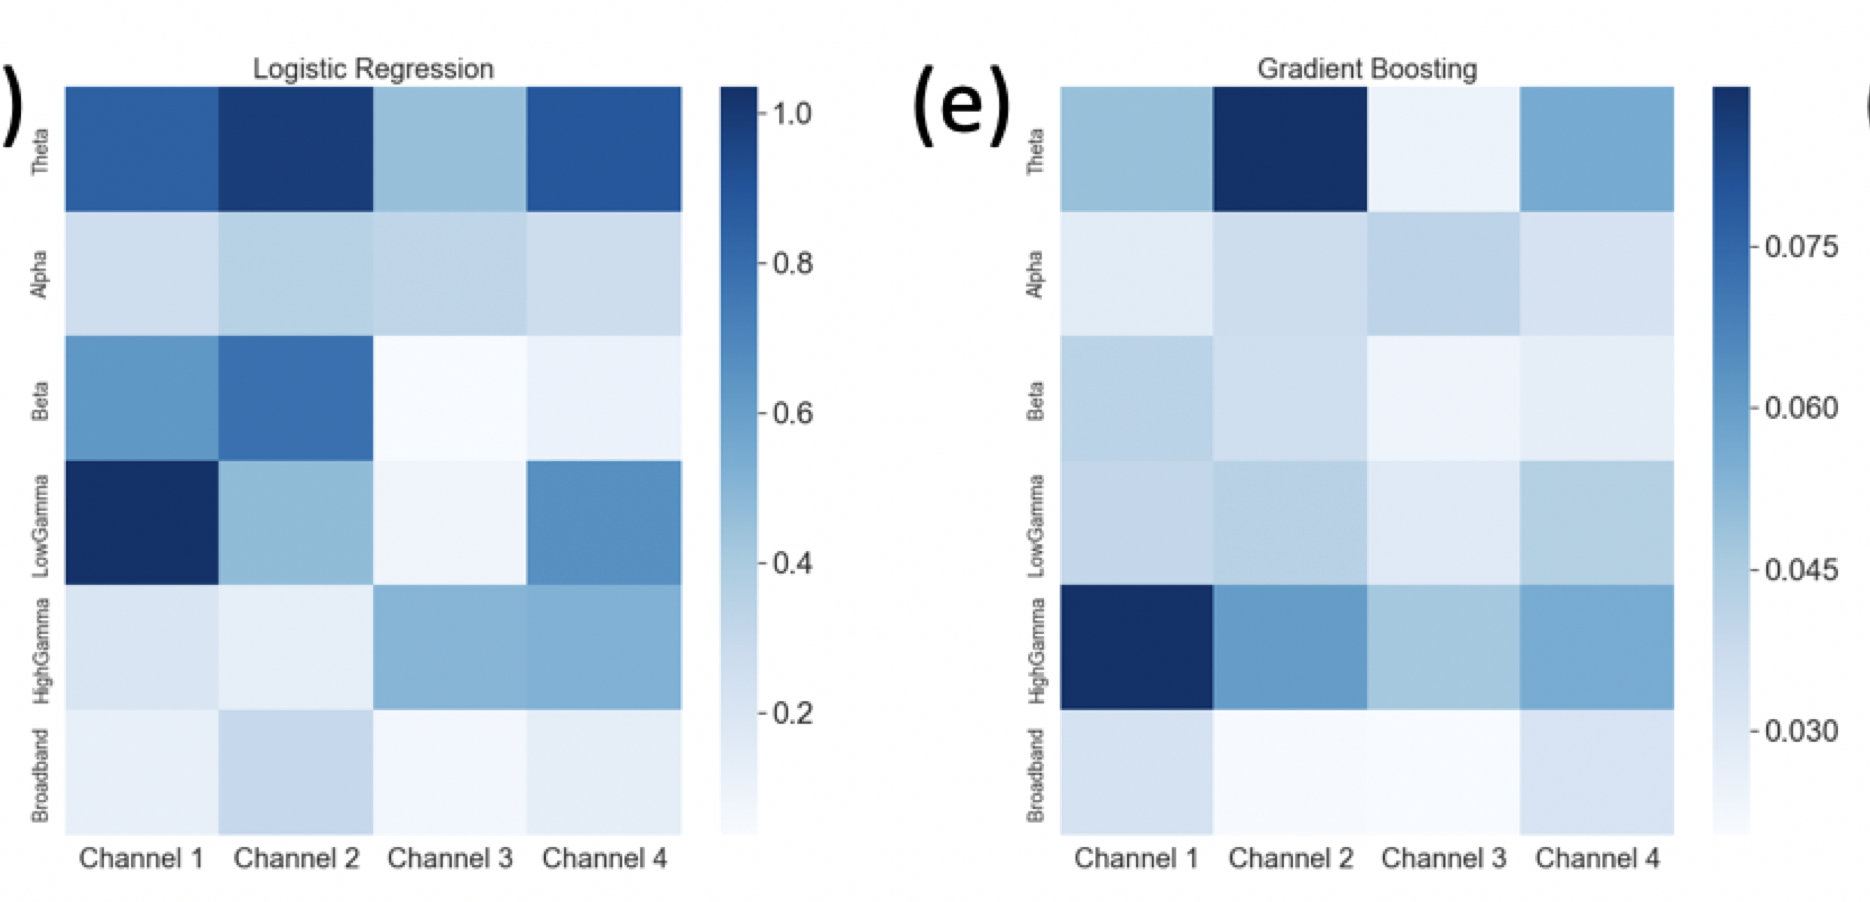 )
Logistic Regression
Theta
Alpha
Beta
LowGamma
HighGamma
Broadband
Channel 1 Channel 2 Channel 3 Channel 4
1.0
0.8
0.6
0.4
0.2
(e)
Gradient Boosting
Theta
Alpha
Beta
LowGamma
HighGamma
Broadband
Channel 1 Channel 2 Channel 3 Channel 4
0.075
0.060
0.045
0.030